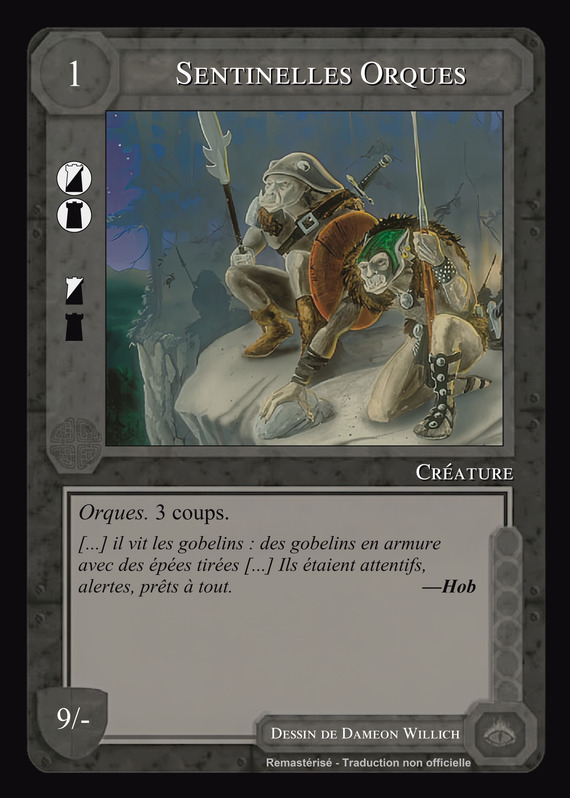 1
Sentinelles Orques
Créature
Orques. 3 coups.
[...] il vit les gobelins : des gobelins en armure
avec des épées tirées [...] Ils étaient attentifs,
alertes, prêts à tout. —Hob
9/-
Dessin de Dameon Willich
Remastérisé - Traduction non officielle